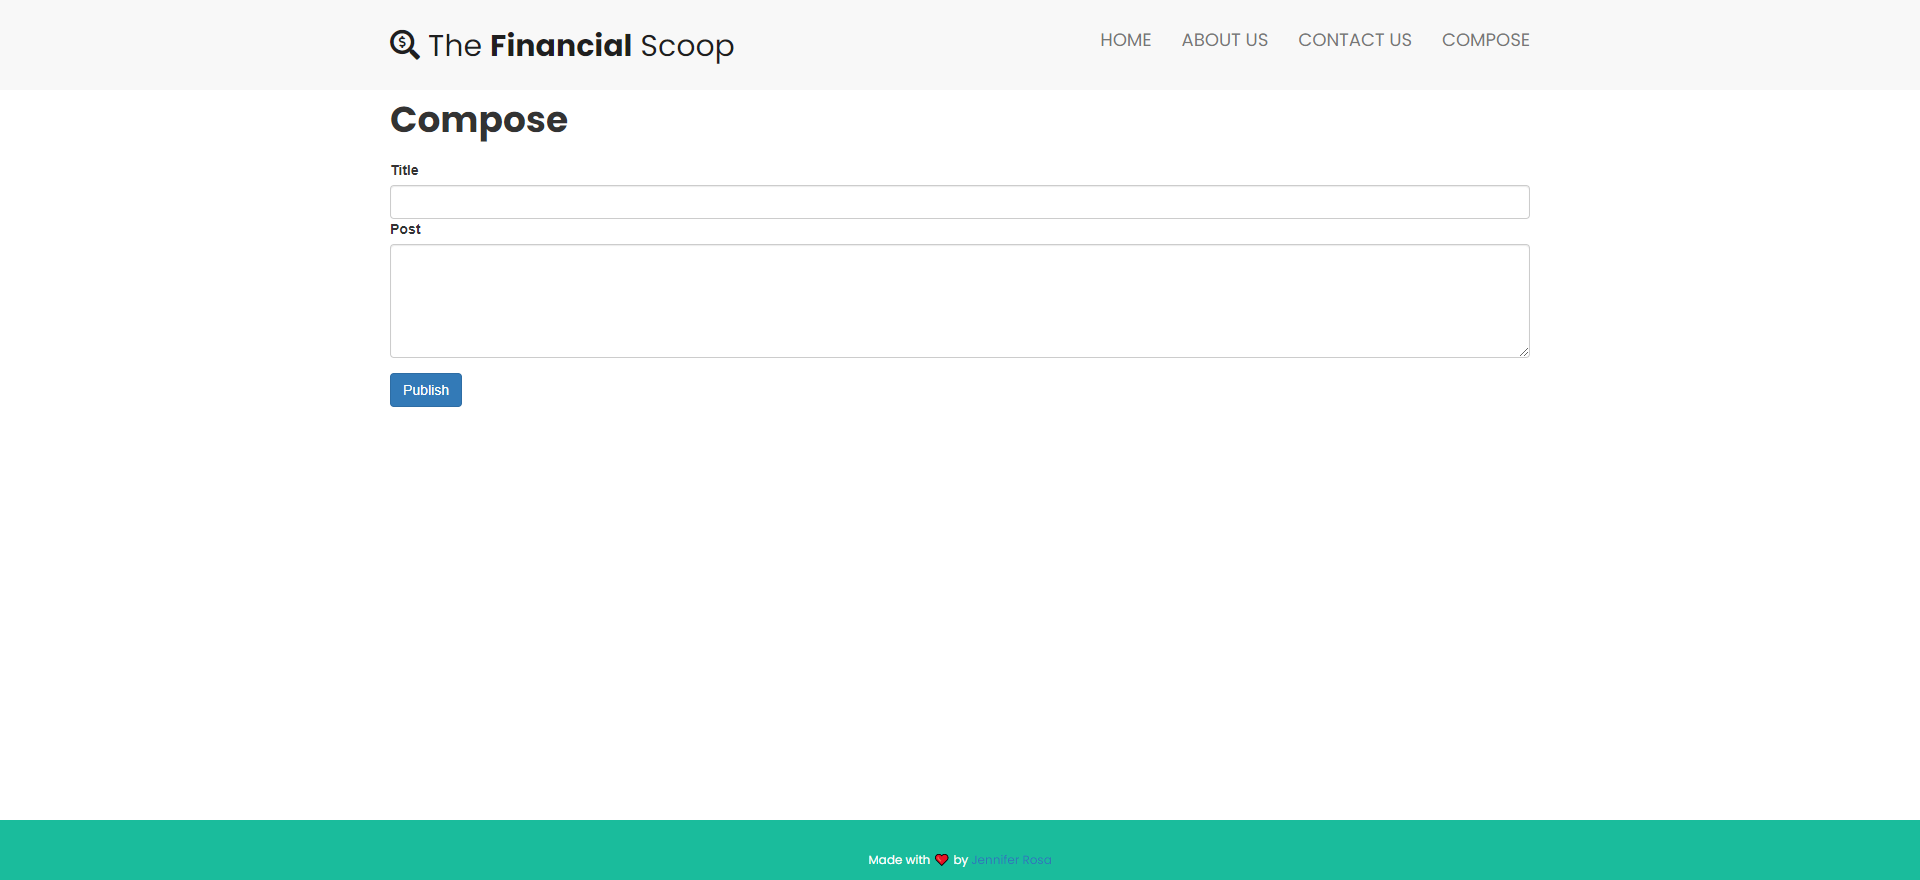 The Financial Scoop
HOME ABOUT US CONTACT US COMPOSE
Compose
Title
Post
Publish
Made with ❤ by Jennifer Rosa